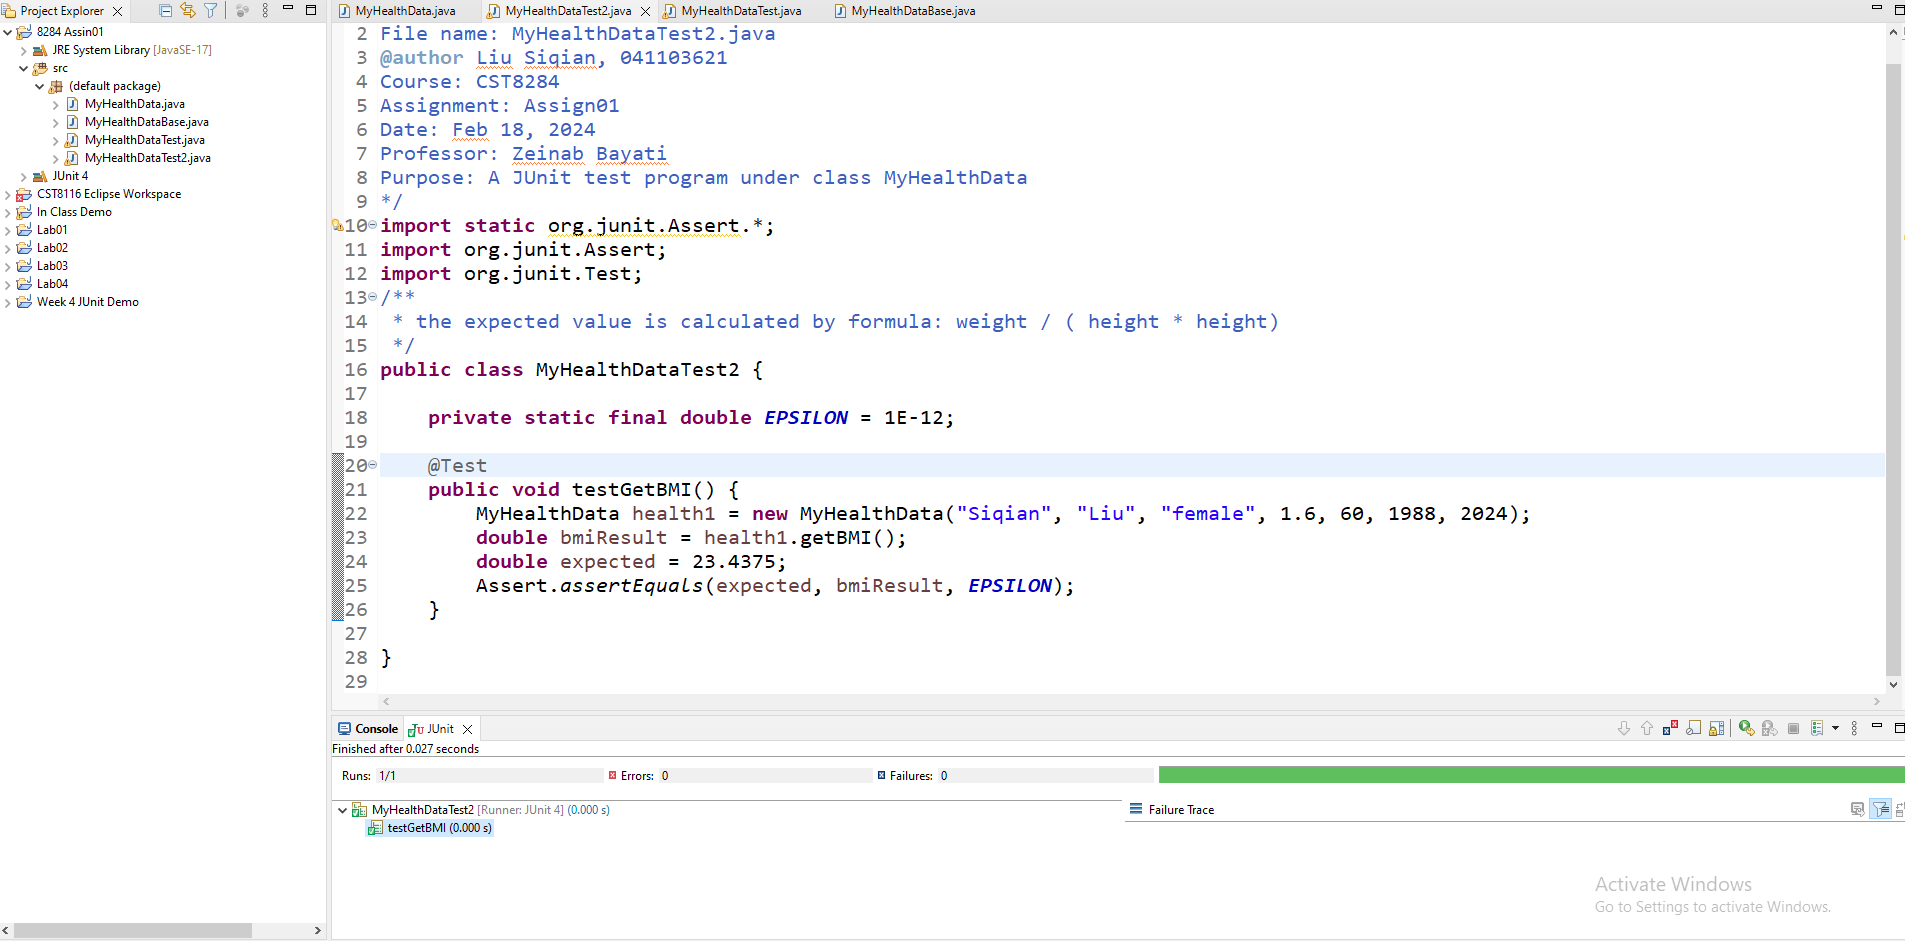 Project Explorer
8284 Assin01
JRE System Library [JavaSE-17]
src
(default package)
MyHealthData.java
MyHealthDataBase.java
MyHealthDataTest.java
MyHealthDataTest2.java
JUnit 4
CST8116 Eclipse Workspace
In Class Demo
Lab01
Lab02
Lab03
Lab04
Week 4 JUnit Demo
MyHealthData.java MyHealthDataTest2.java MyHealthDataTest.java MyHealthDataBase.java
2 File name: MyHealthDataTest2.java
3 @author Liu Siqian, 041103621
4 Course: CST8284
5 Assignment: Assign01
6 Date: Feb 18, 2024
7 Professor: Zeinab Bayati
8 Purpose: A JUnit test program under class MyHealthData
9 */
10 import static org.junit.Assert.*;
11 import org.junit.Assert;
12 import org.junit.Test;
13 /**
14 * the expected value is calculated by formula: weight / ( height * height)
15 */
16 public class MyHealthDataTest2 {
17
18 private static final double EPSILON = 1E-12;
19
20 @Test
21 public void testGetBMI() {
22 MyHealthData health1 = new MyHealthData("Siqian", "Liu", "female", 1.6, 60, 1988, 2024);
23 double bmiResult = health1.getBMI();
24 double expected = 23.4375;
25 Assert.assertEquals(expected, bmiResult, EPSILON);
26 }
27
28 }
29
Console JUnit
Finished after 0.027 seconds
Runs: 1/1 Errors: 0 Failures: 0
MyHealthDataTest2 [Runner: JUnit 4] (0.000 s)
testGetBMI (0.000 s)
Failure Trace
Activate Windows
Go to Settings to activate Windows.